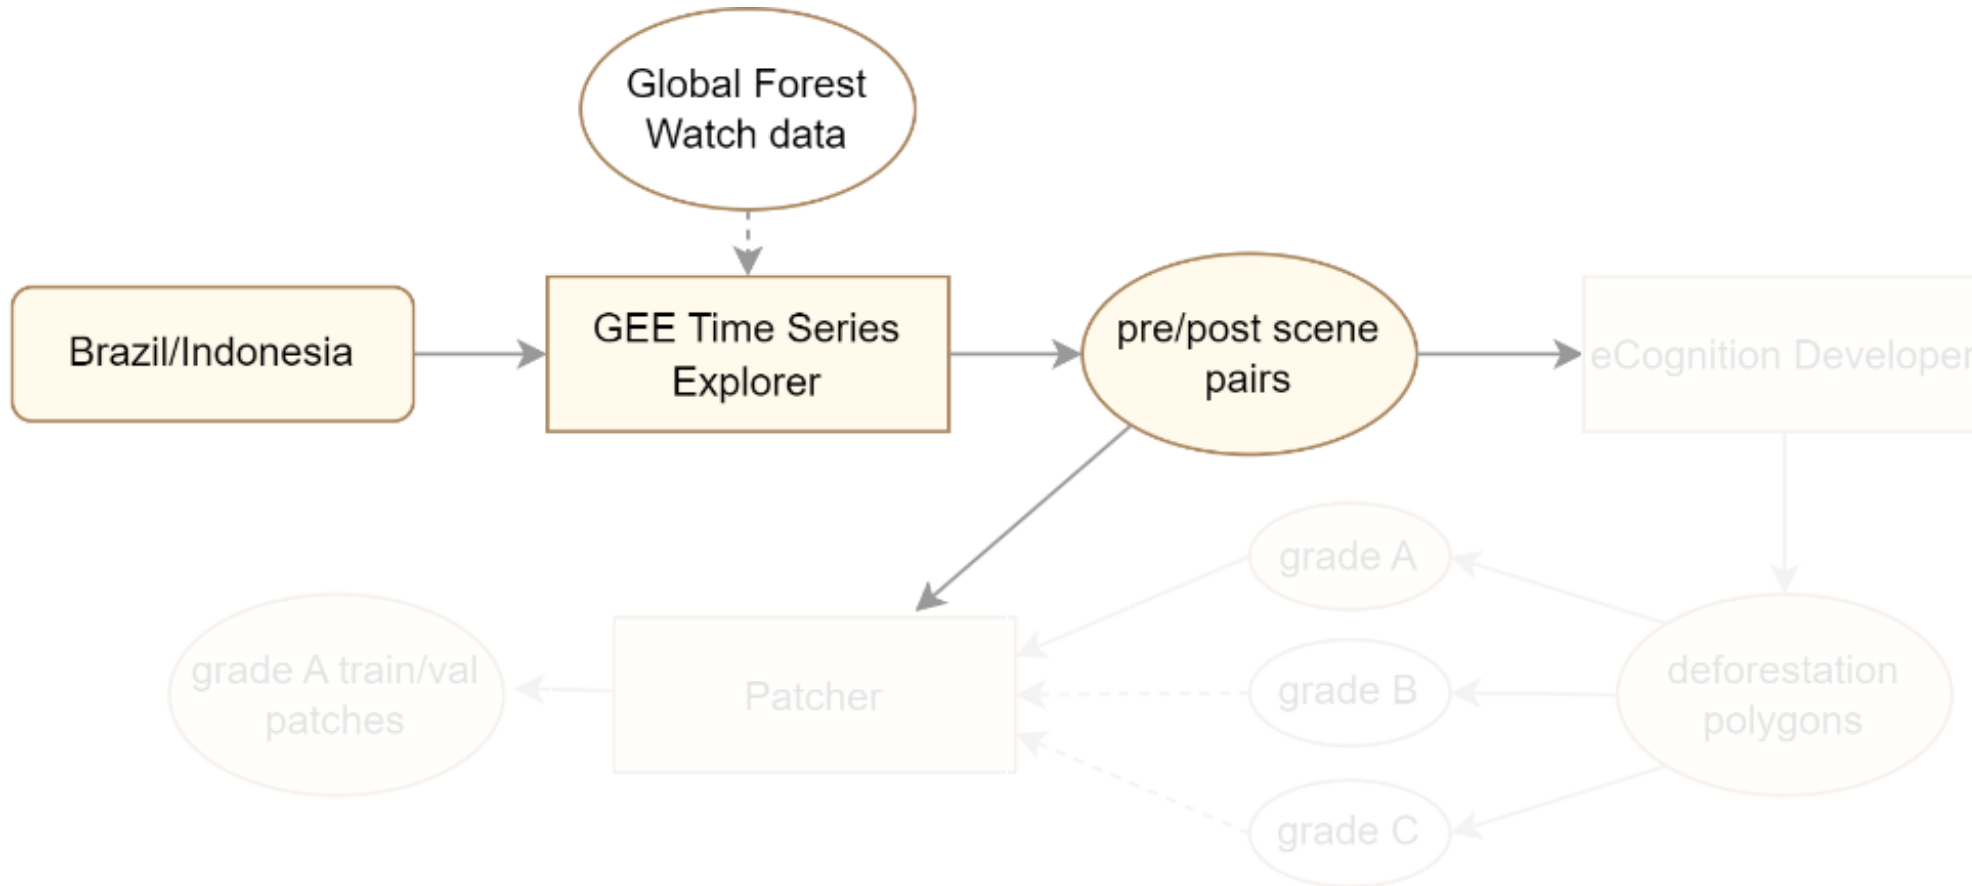 Global Forest
Watch data
Brazil/Indonesia
GEE Time Series
Explorer
pre/post scene
pairs
eCognition Developer
grade A
grade A train/val
patches
Patcher
grade B
deforestation
polygons
grade C